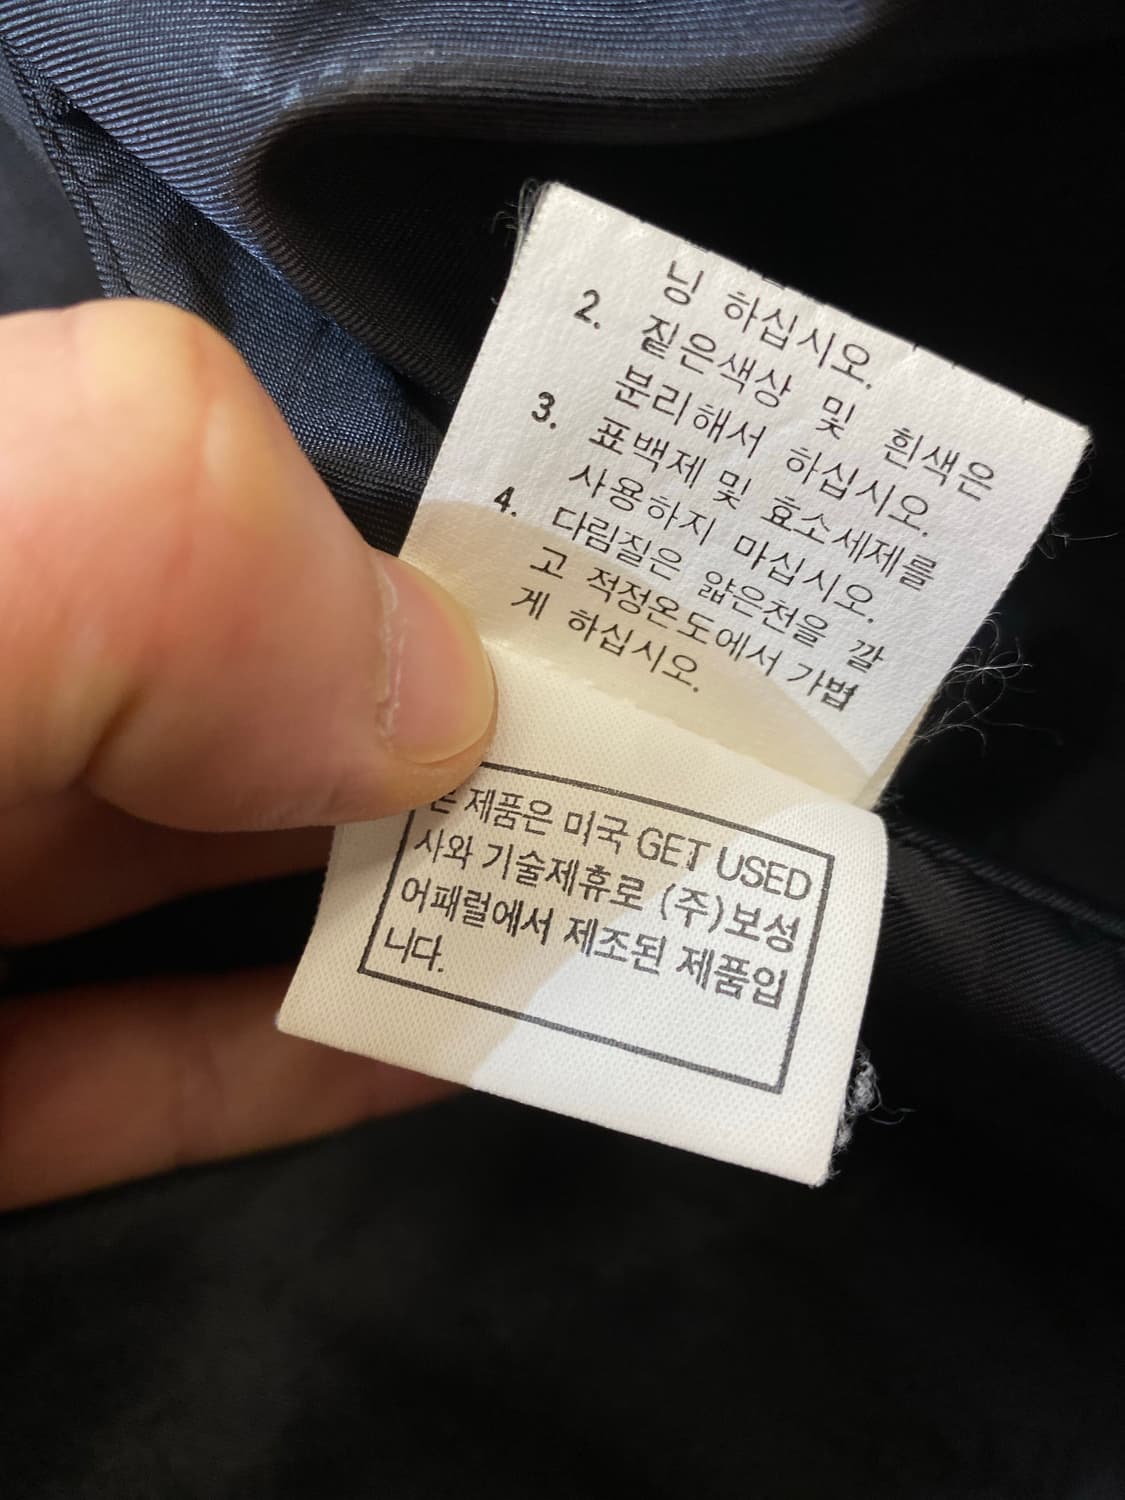 닝 하십시오.
2. 짙은색상 및 흰색은
분리해서 하십시오.
3. 표백제 및 효소세제를
사용하지 마십시오.
4. 다림질은 얇은천을 깔
고 적정온도에서 가볍
게 하십시오.
본 제품은 미국 GET USED
사와 기술제휴로 (주)보성
어패럴에서 제조된 제품입
니다.